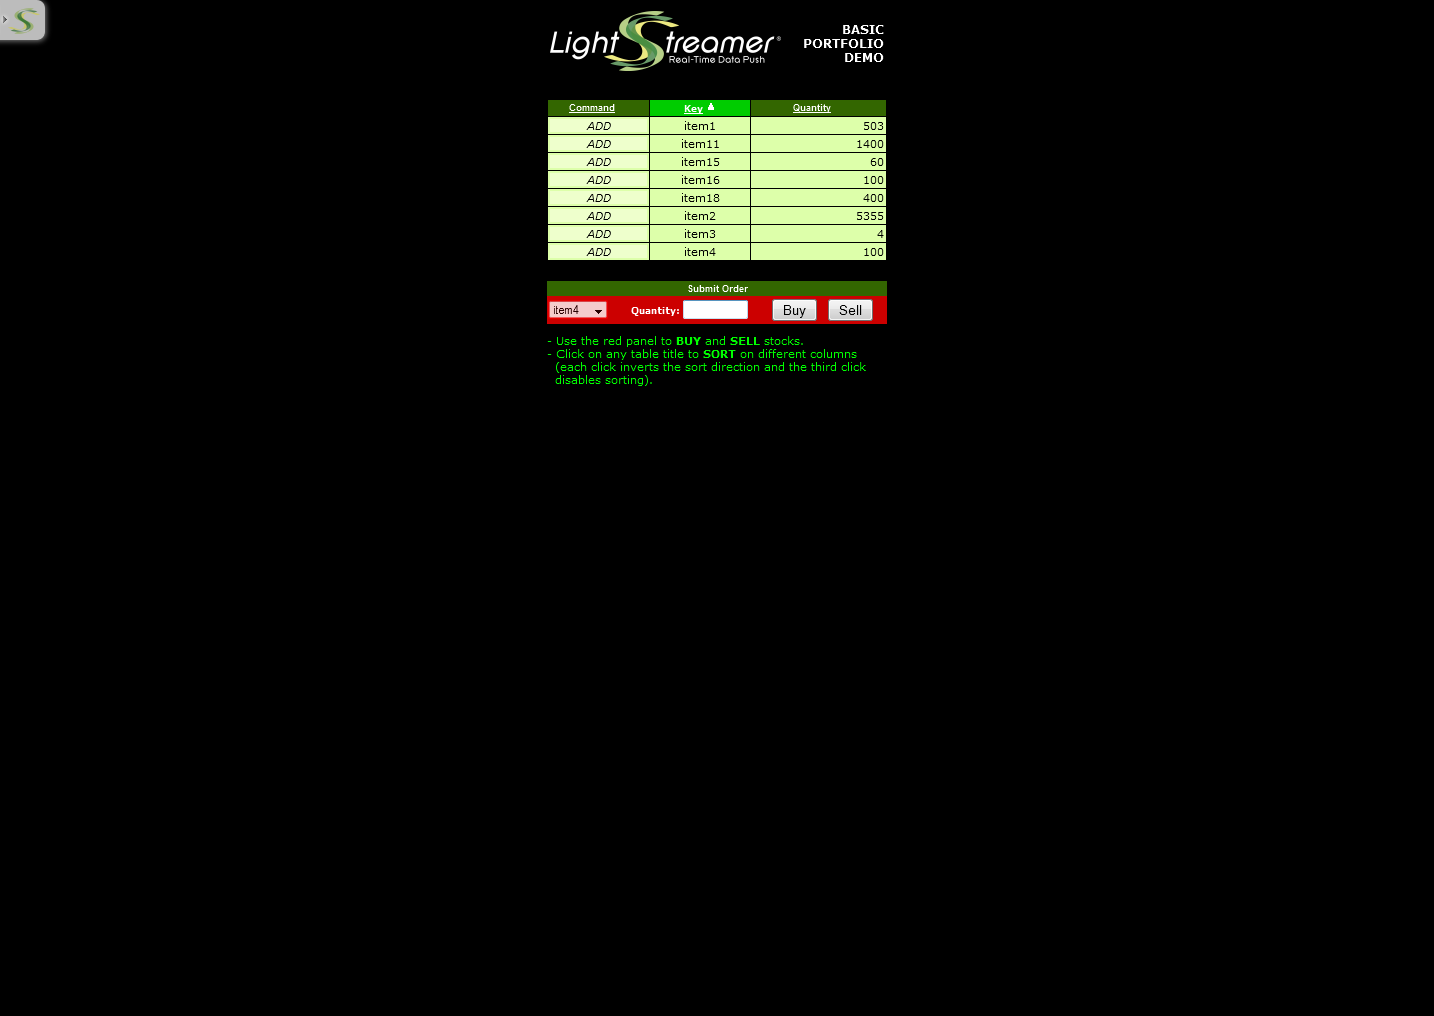 LightStreamer®
Real-Time Data Push
BASIC
PORTFOLIO
DEMO
Command Key Quantity
ADD item1 503
ADD item11 1400
ADD item15 60
ADD item16 100
ADD item18 400
ADD item2 5355
ADD item3 4
ADD item4 100
Submit Order
item4 Quantity: Buy Sell
- Use the red panel to BUY and SELL stocks.
- Click on any table title to SORT on different columns
(each click inverts the sort direction and the third click
disables sorting).